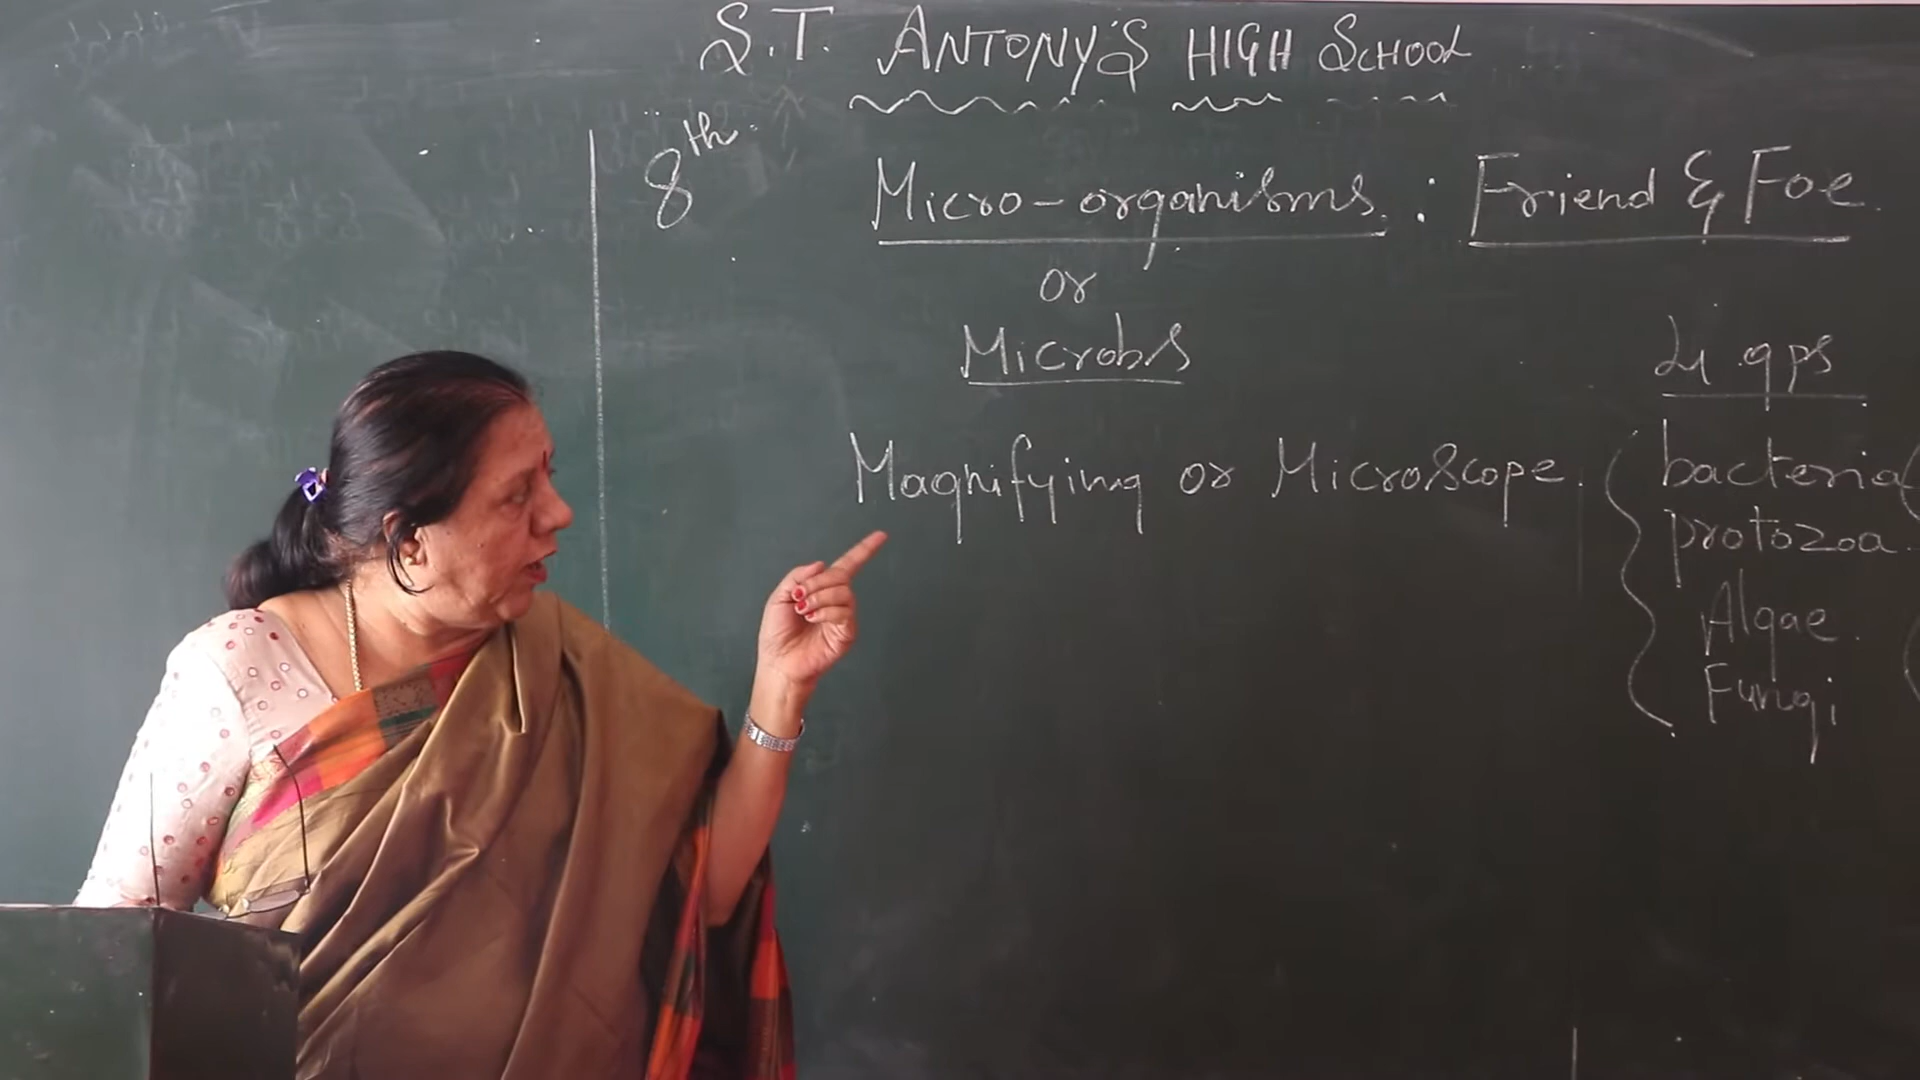 S.T. ANTONY'S HIGH SCHOOL
8th
Micro-organisms : Friend & Foe
or
Microbs
Magnifying or Microscope.
4 gps
bacteria
protozoa.
Algae.
Fungi